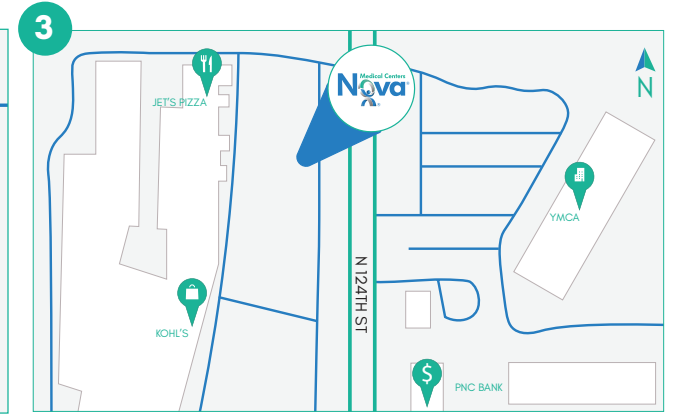 3
Medical Centers
Nova®
®
N
JET'S PIZZA
YMCA
N 124TH ST
KOHL'S
$
PNC BANK